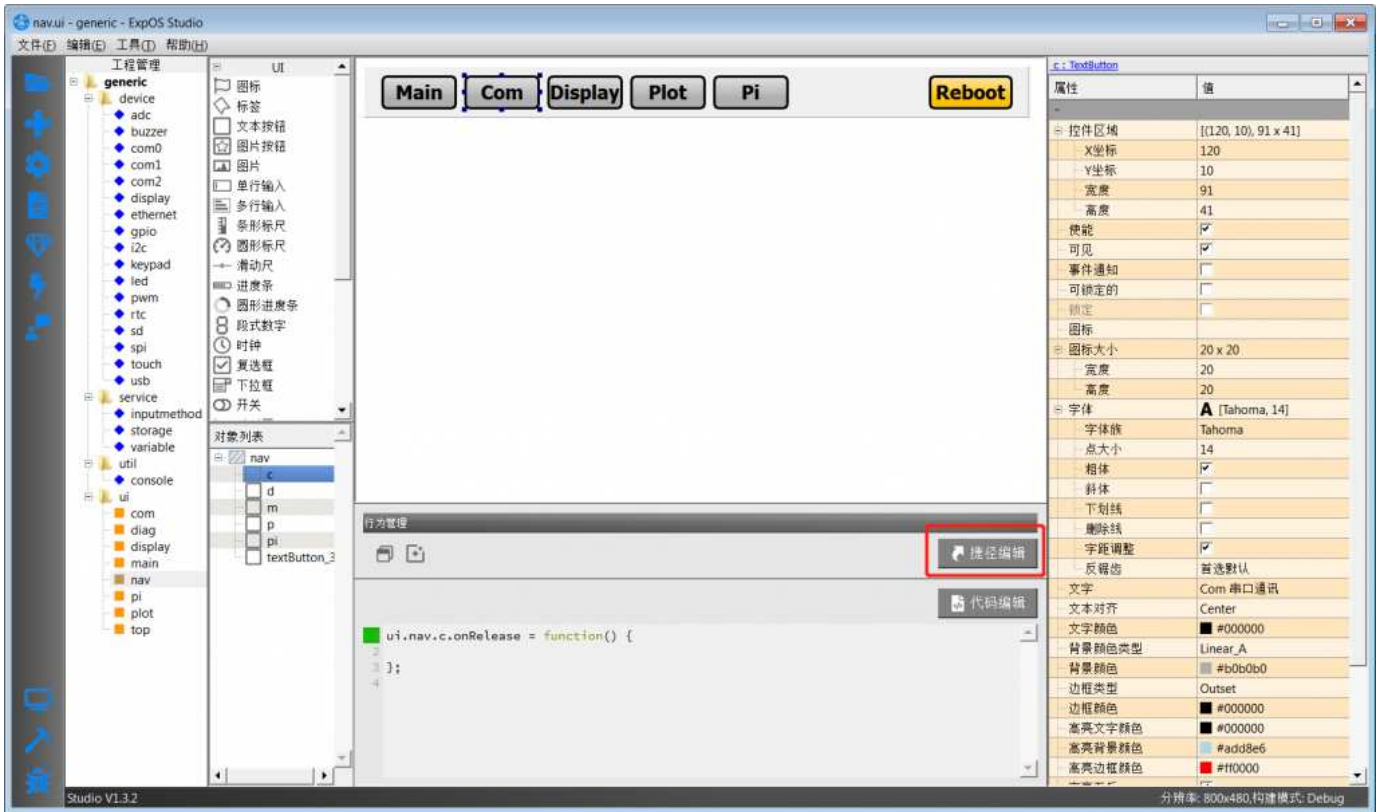 nav.ui - generic - ExpOS Studio
文件(F) 编辑(E) 工具(T) 帮助(H)
工程管理
generic
device
adc
buzzer
com0
com1
com2
display
ethernet
gpio
i2c
keypad
led
pwm
rtc
sd
spi
touch
usb
service
inputmethod
storage
variable
util
console
ui
com
diag
display
main
nav
pi
plot
top
UI
图标
标签
文本按钮
图片按钮
图片
单行输入
多行输入
条形标尺
圆形标尺
滑动尺
进度条
圆形进度条
段式数字
时钟
复选框
下拉框
开关
对象列表
nav
c
d
m
p
pi
textButton_3
Main Com Display Plot Pi Reboot
行为管理
捷径编辑
代码编辑
ui.nav.c.onRelease = function() {
2
3 };
4
c : TextButton
属性 值
-
控件区域 [(120, 10), 91 x 41]
X坐标 120
Y坐标 10
宽度 91
高度 41
使能
可见
事件通知
可锁定的
锁定
图标
图标大小 20 x 20
宽度 20
高度 20
字体 A [Tahoma, 14]
字体族 Tahoma
点大小 14
粗体
斜体
下划线
删除线
字距调整
反锯齿 首选默认
文字 Com 串口通讯
文本对齐 Center
文字颜色 #000000
背景颜色类型 Linear_A
背景颜色 #b0b0b0
边框类型 Outset
边框颜色 #000000
高亮文字颜色 #000000
高亮背景颜色 #add8e6
高亮边框颜色 #ff0000
Studio V1.3.2
分辨率: 800x480,构建模式: Debug